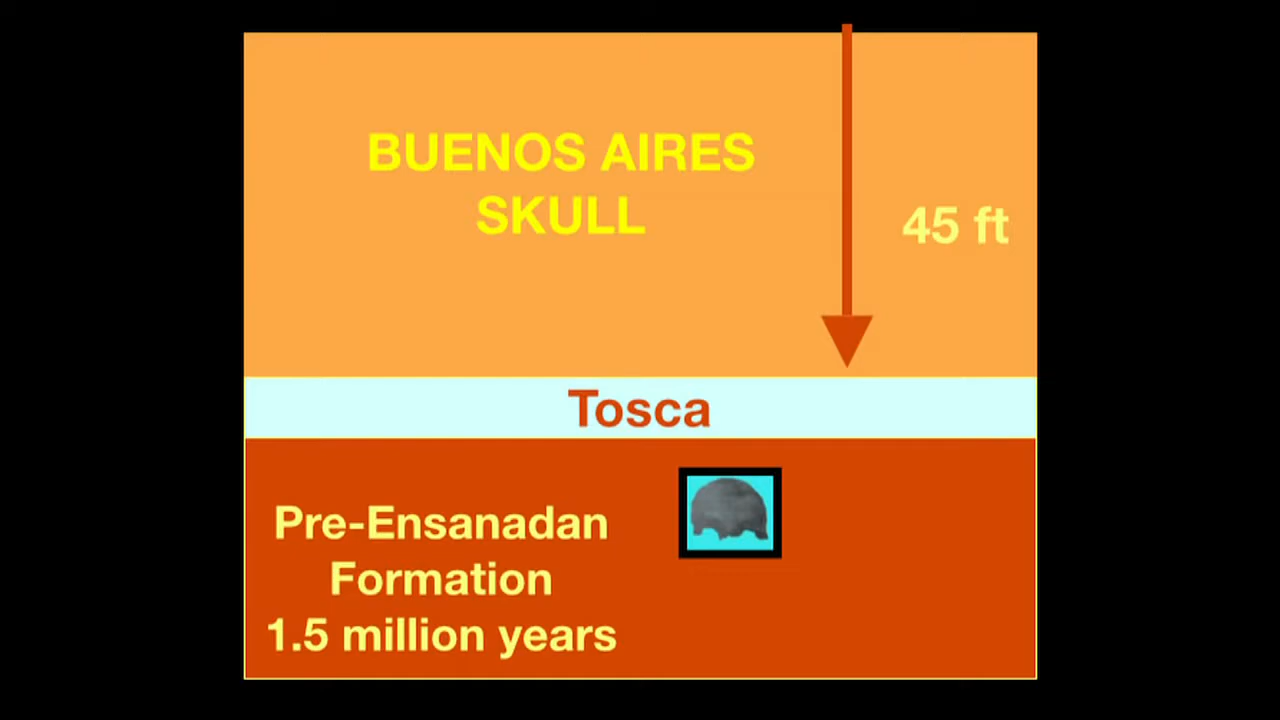 BUENOS AIRES
SKULL
45 ft
Tosca
Pre-Ensanadan
Formation
1.5 million years